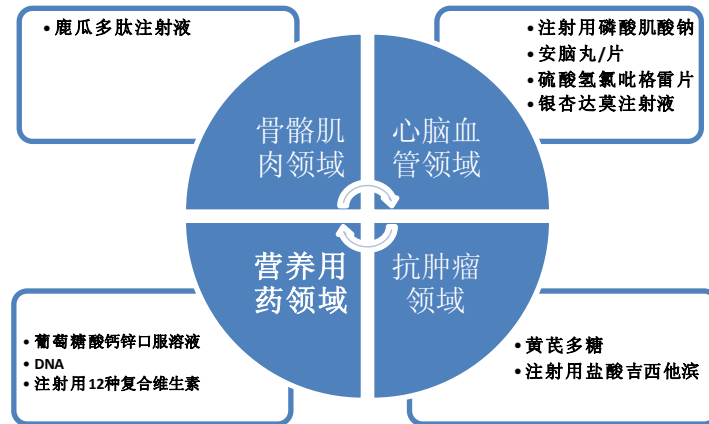 • 鹿瓜多肽注射液
• 注射用磷酸肌酸钠
• 安脑丸/片
• 硫酸氢氯吡格雷片
• 银杏达莫注射液
骨骼肌
肉领域
心脑血
管领域
营养用
药领域
抗肿瘤
领域
• 葡萄糖酸钙锌口服溶液
• DNA
• 注射用12种复合维生素
• 黄芪多糖
• 注射用盐酸吉西他滨